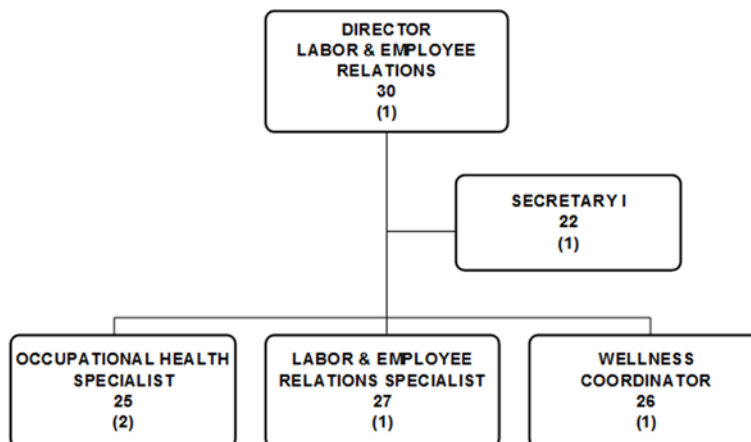 DIRECTOR
LABOR & EMPLOYEE
RELATIONS
30
(1)
SECRETARY I
22
(1)
OCCUPATIONAL HEALTH
SPECIALIST
25
(2)
LABOR & EMPLOYEE
RELATIONS SPECIALIST
27
(1)
WELLNESS
COORDINATOR
26
(1)